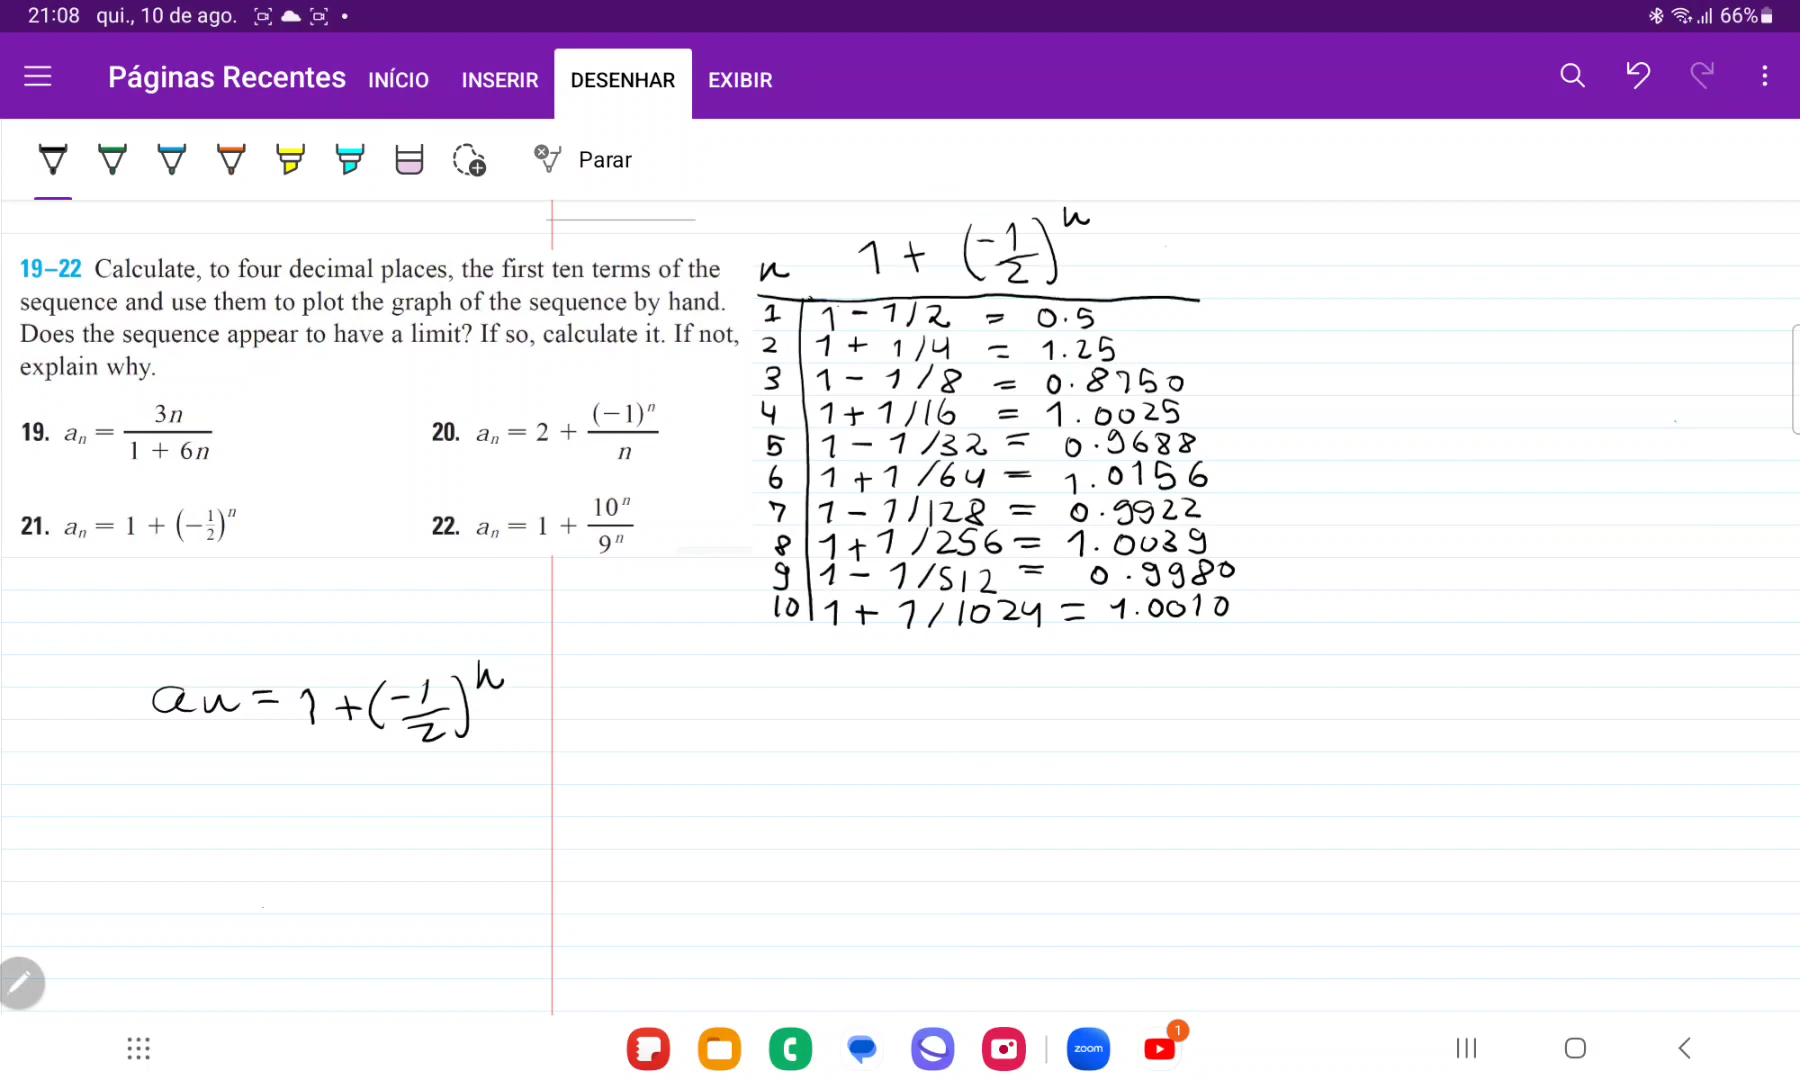 21:08 qui., 10 de ago.
66%
Páginas Recentes INÍCIO INSERIR DESENHAR EXIBIR
Parar
19–22 Calculate, to four decimal places, the first ten terms of the
sequence and use them to plot the graph of the sequence by hand.
Does the sequence appear to have a limit? If so, calculate it. If not,
explain why.
19. aₙ = 3n / (1 + 6n)
20. aₙ = 2 + (−1)ⁿ / n
21. aₙ = 1 + (−1/2)ⁿ
22. aₙ = 1 + 10ⁿ / 9ⁿ
n 1 + (-1/2)ⁿ
1 1 - 1/2 = 0.5
2 1 + 1/4 = 1.25
3 1 - 1/8 = 0.8750
4 1 + 1/16 = 1.0025
5 1 - 1/32 = 0.9688
6 1 + 1/64 = 1.0156
7 1 - 1/128 = 0.9922
8 1 + 1/256 = 1.0039
9 1 - 1/512 = 0.9980
10 1 + 1/1024 = 1.0010
an = 1 + (-1/2)ⁿ
zoom
1